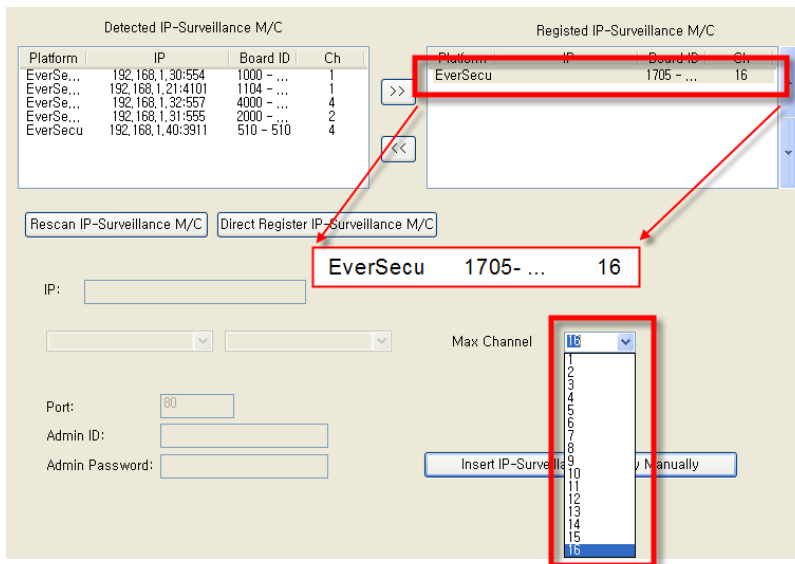 Detected IP-Surveillance M/C
Registed IP-Surveillance M/C
Platform IP Board ID Ch
EverSe... 192,168,1,30:554 1000 - ... 1
EverSe... 192,168,1,21:4101 1104 - ... 1
EverSe... 192,168,1,32:557 4000 - ... 4
EverSe... 192,168,1,31:555 2000 - ... 2
EverSecu 192,168,1,40:3911 510 - 510 4
>>
<<
Platform IP Board ID Ch
EverSecu 1705 - ... 16
Rescan IP-Surveillance M/C
Direct Register IP-Surveillance M/C
EverSecu 1705- ... 16
IP:
Max Channel 16
1
2
3
4
5
6
7
8
9
10
11
12
13
14
15
16
Port: 80
Admin ID:
Admin Password:
Insert IP-Surveilla y Manually